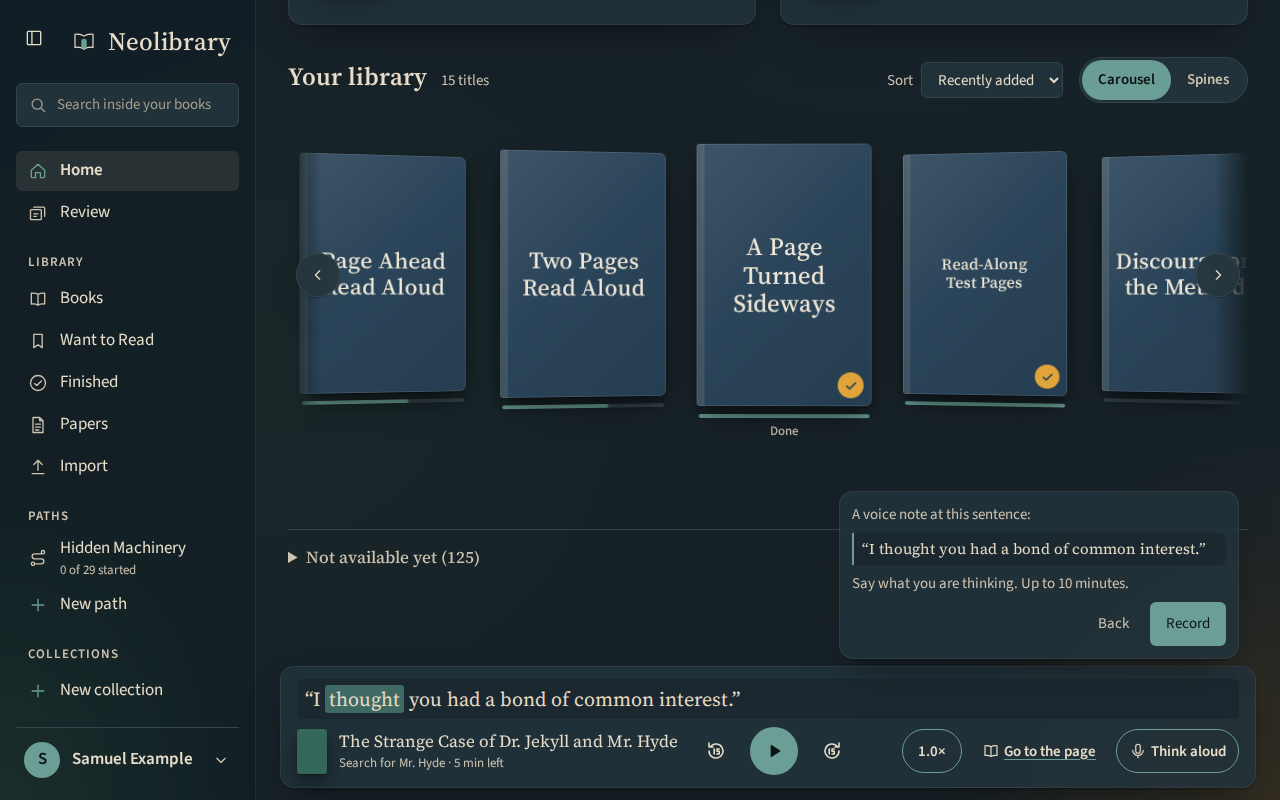 Neolibrary
Search inside your books
Home
Review
LIBRARY
Books
Want to Read
Finished
Papers
Import
PATHS
Hidden Machinery
0 of 29 started
New path
COLLECTIONS
New collection
S
Samuel Example
Your library
15 titles
Sort
Recently added
Carousel
Spines
Page Ahead
Read Aloud
Two Pages
Read Aloud
A Page
Turned
Sideways
Done
Read-Along
Test Pages
Not available yet (125)
A voice note at this sentence:
“I thought you had a bond of common interest.”
Say what you are thinking. Up to 10 minutes.
Back
Record
“I thought you had a bond of common interest.”
The Strange Case of Dr. Jekyll and Mr. Hyde
Search for Mr. Hyde · 5 min left
15
15
1.0×
Go to the page
Think aloud